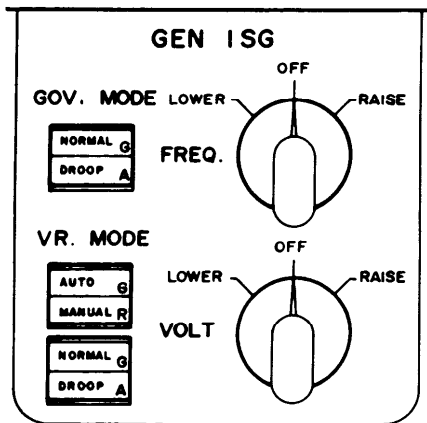 GEN 1SG
OFF
GOV. MODE
LOWER
RAISE
NORMAL G
DROOP A
FREQ.
VR. MODE
OFF
LOWER
RAISE
AUTO G
MANUAL R
VOLT
NORMAL G
DROOP A